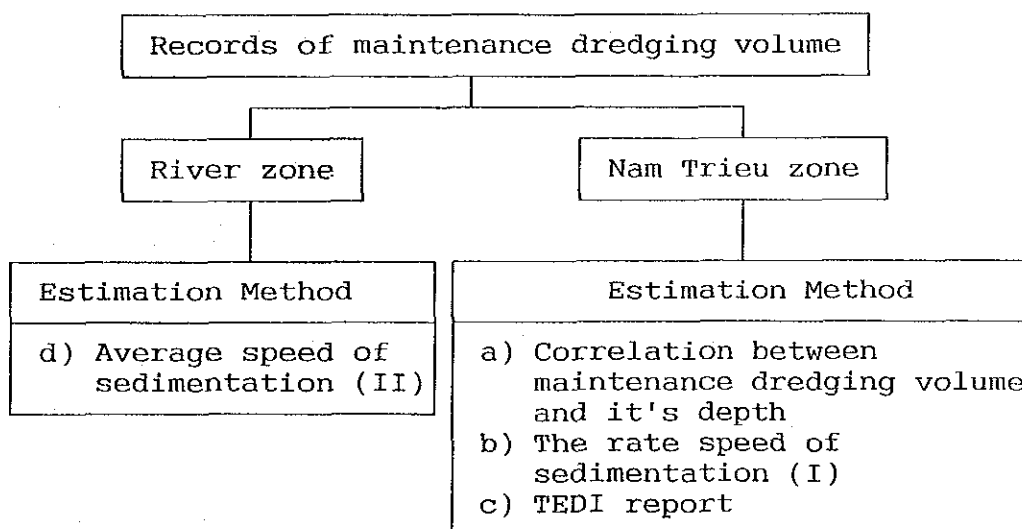 Records of maintenance dredging volume
River zone
Nam Trieu zone
Estimation Method
d) Average speed of
sedimentation (II)
Estimation Method
a) Correlation between
maintenance dredging volume
and it's depth
b) The rate speed of
sedimentation (I)
c) TEDI report